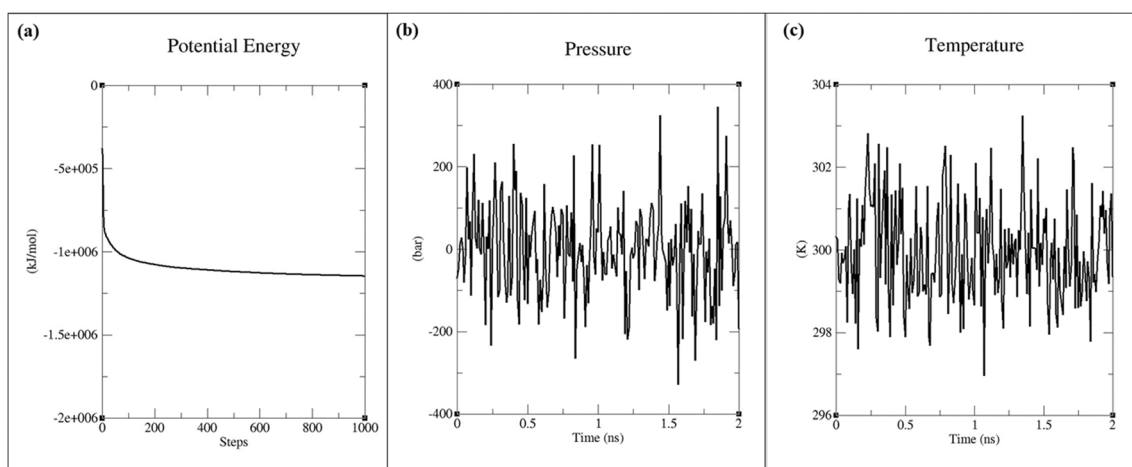 (a)
Potential Energy
0
-5e+005
-1e+006
-1.5e+006
-2e+006
(kJ/mol)
0 200 400 600 800 1000
Steps
(b)
Pressure
400
200
0
-200
-400
(bar)
0 0.5 1 1.5 2
Time (ns)
(c)
Temperature
304
302
300
298
296
(K)
0 0.5 1 1.5 2
Time (ns)